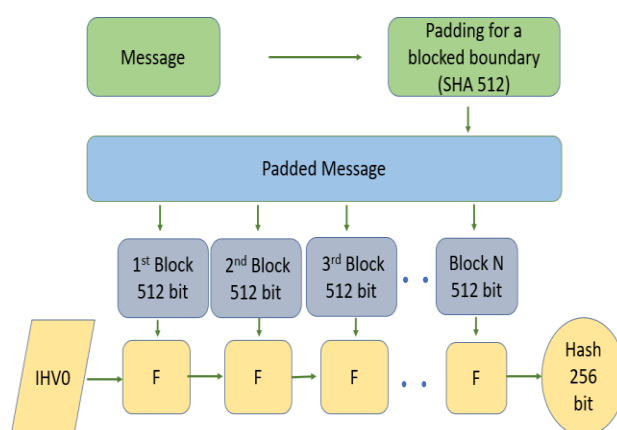 Message
Padding for a
blocked boundary
(SHA 512)
Padded Message
1st Block
512 bit
2nd Block
512 bit
3rd Block
512 bit
Block N
512 bit
IHV0
F
F
F
F
Hash
256
bit